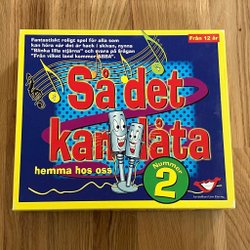 Fantastiskt roligt spel för alla som
kan höra när det är hack i skivan, nynna
"Blinka lilla stjärna" och svara på frågan
"Från vilket land kommer ABBA".
Från 12 år
Så det
kan låta
hemma hos oss
Nummer
2